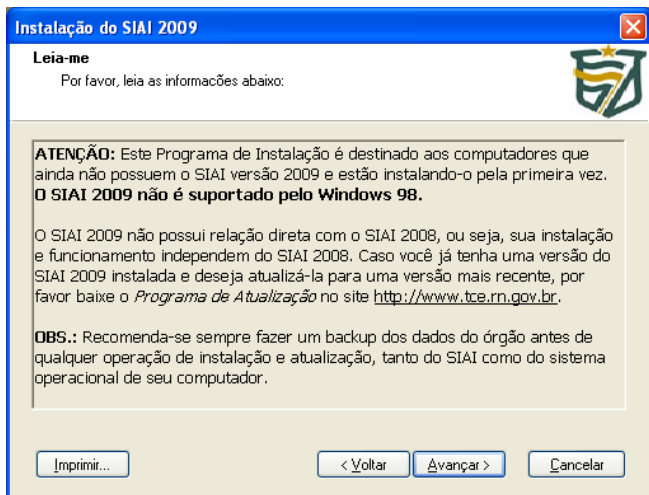 Instalação do SIAI 2009
Leia-me
Por favor, leia as informacões abaixo:
ATENÇÃO: Este Programa de Instalação é destinado aos computadores que
ainda não possuem o SIAI versão 2009 e estão instalando-o pela primeira vez.
O SIAI 2009 não é suportado pelo Windows 98.
O SIAI 2009 não possui relação direta com o SIAI 2008, ou seja, sua instalação
e funcionamento independem do SIAI 2008. Caso você já tenha uma versão do
SIAI 2009 instalada e deseja atualizá-la para uma versão mais recente, por
favor baixe o Programa de Atualização no site http://www.tce.rn.gov.br.
OBS.: Recomenda-se sempre fazer um backup dos dados do órgão antes de
qualquer operação de instalação e atualização, tanto do SIAI como do sistema
operacional de seu computador.
Imprimir... < Voltar Avançar > Cancelar